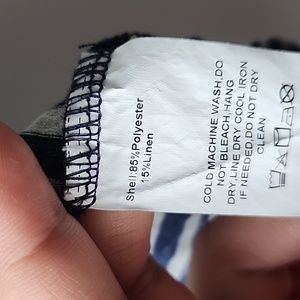 Shell:85%Polyester
15%Linen
COLD MACHINE WASH,DO
NOT BLEACH,HANG
DRY,LINE DRY,COOL IRON
IF NEEDED,DO NOT DRY
CLEAN